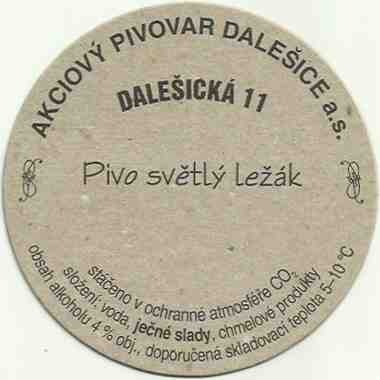 AKCIOVÝ PIVOVAR DALEŠICE a.s.
DALEŠICKÁ 11
Pivo světlý ležák
stáčeno v ochranné atmosféře CO₂
složení: voda, ječné slady, chmelové produkty
obsah alkoholu 4 % obj., doporučená skladovací teplota 5–10 °C